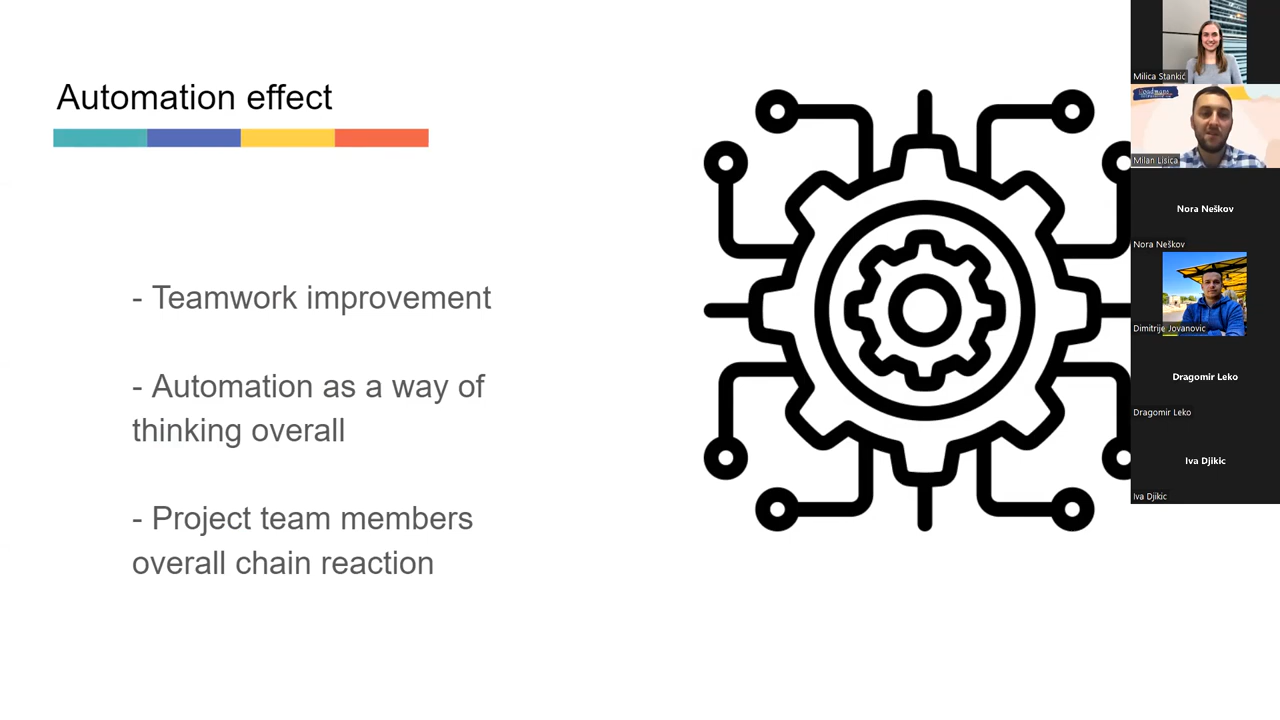 Automation effect
- Teamwork improvement
- Automation as a way of
thinking overall
- Project team members
overall chain reaction
Milica Stankić
Milan Lisica
Nora Neškov
Nora Neškov
Dimitrije Jovanovic
Dragomir Leko
Dragomir Leko
Iva Djikic
Iva Djikic